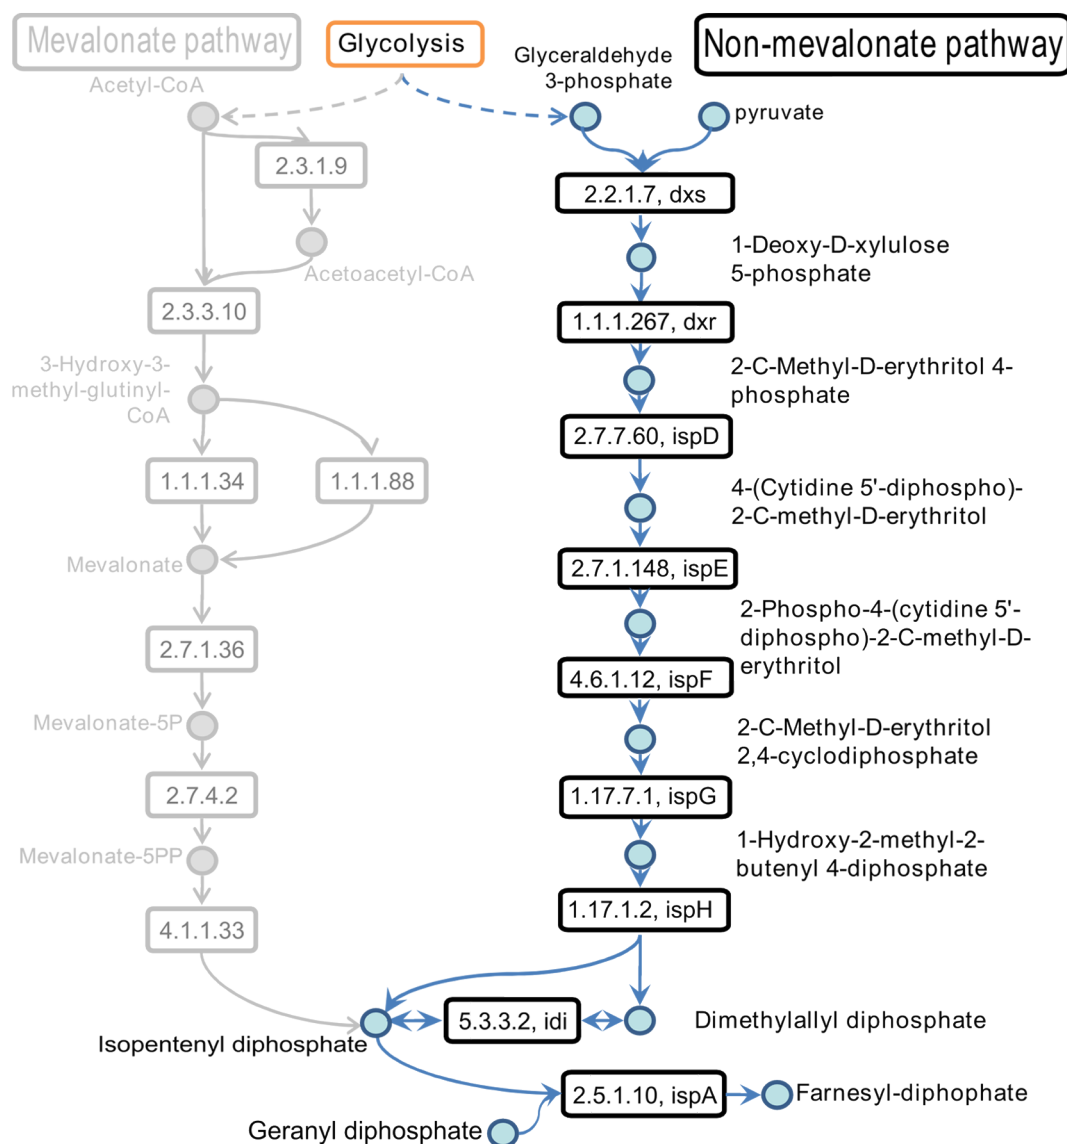 Mevalonate pathway
Glycolysis
Non-mevalonate pathway
Glyceraldehyde
3-phosphate
pyruvate
Acetyl-CoA
2.3.1.9
Acetoacetyl-CoA
2.3.3.10
3-Hydroxy-3-
methyl-glutinyl-
CoA
1.1.1.34
1.1.1.88
Mevalonate
2.7.1.36
Mevalonate-5P
2.7.4.2
Mevalonate-5PP
4.1.1.33
2.2.1.7, dxs
1-Deoxy-D-xylulose
5-phosphate
1.1.1.267, dxr
2-C-Methyl-D-erythritol 4-
phosphate
2.7.7.60, ispD
4-(Cytidine 5'-diphospho)-
2-C-methyl-D-erythritol
2.7.1.148, ispE
2-Phospho-4-(cytidine 5'-
diphospho)-2-C-methyl-D-
erythritol
4.6.1.12, ispF
2-C-Methyl-D-erythritol
2,4-cyclodiphosphate
1.17.7.1, ispG
1-Hydroxy-2-methyl-2-
butenyl 4-diphosphate
1.17.1.2, ispH
Isopentenyl diphosphate
5.3.3.2, idi
Dimethylallyl diphosphate
2.5.1.10, ispA
Farnesyl-diphophate
Geranyl diphosphate